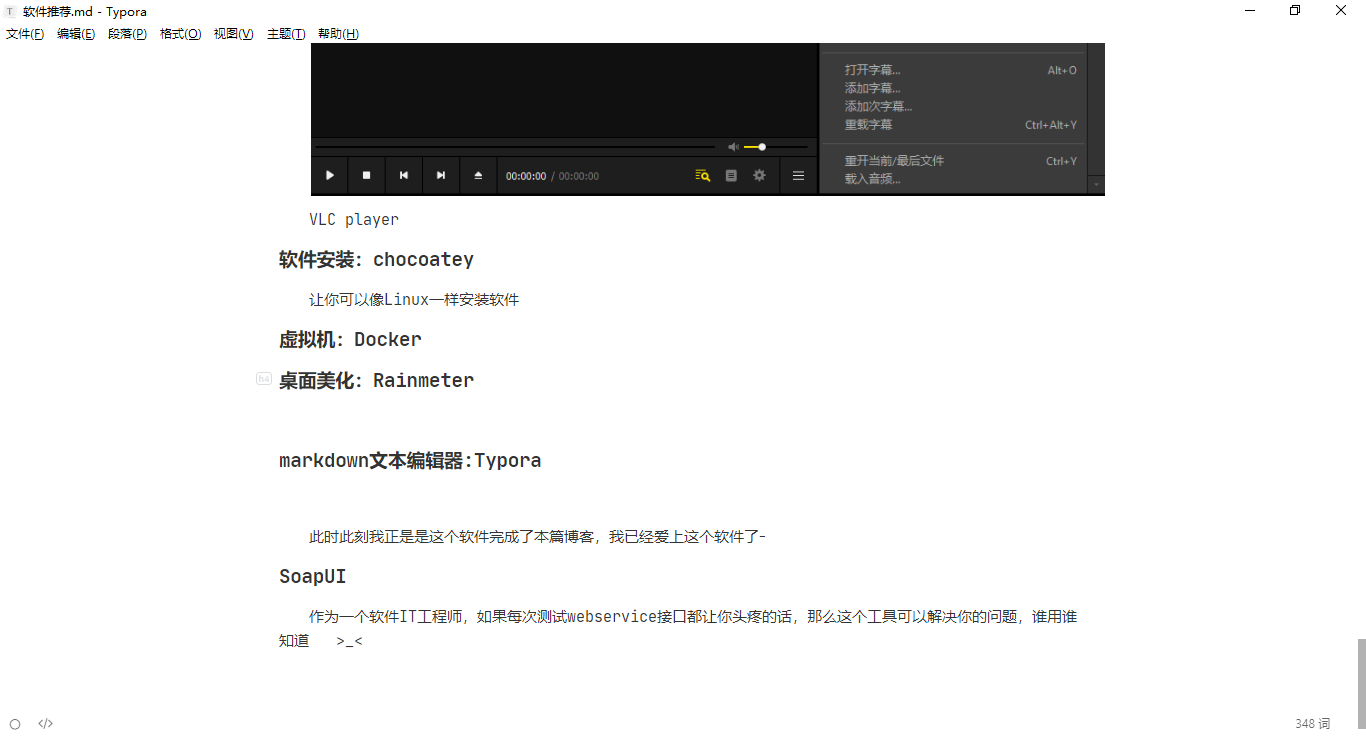 软件推荐.md - Typora
文件(F) 编辑(E) 段落(P) 格式(O) 视图(V) 主题(T) 帮助(H)
打开字幕... Alt+O
添加字幕...
添加次字幕...
重载字幕 Ctrl+Alt+Y
重开当前/最后文件 Ctrl+Y
载入音频...
00:00:00 / 00:00:00
VLC player
软件安装：chocoatey
让你可以像Linux一样安装软件
虚拟机：Docker
h4
桌面美化：Rainmeter
markdown文本编辑器:Typora
此时此刻我正是是这个软件完成了本篇博客，我已经爱上这个软件了-
SoapUI
作为一个软件IT工程师，如果每次测试webservice接口都让你头疼的话，那么这个工具可以解决你的问题，谁用谁
知道 >_<
348 词